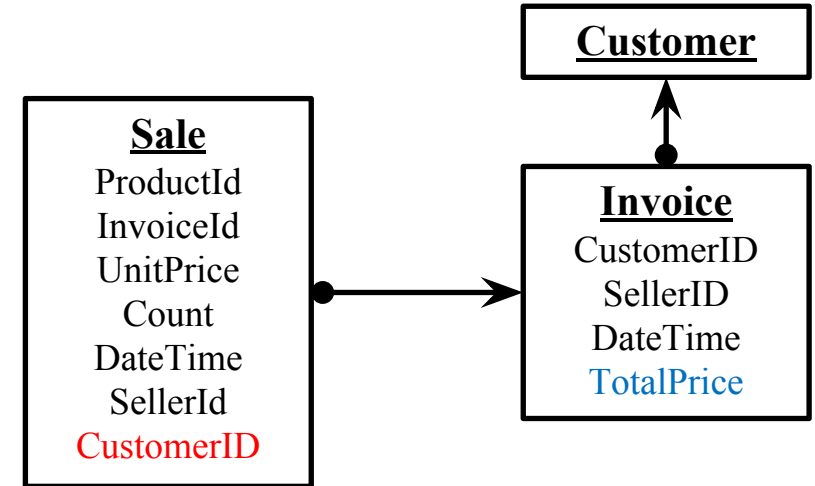 Customer
Sale
ProductId
InvoiceId
UnitPrice
Count
DateTime
SellerId
CustomerID
Invoice
CustomerID
SellerID
DateTime
TotalPrice